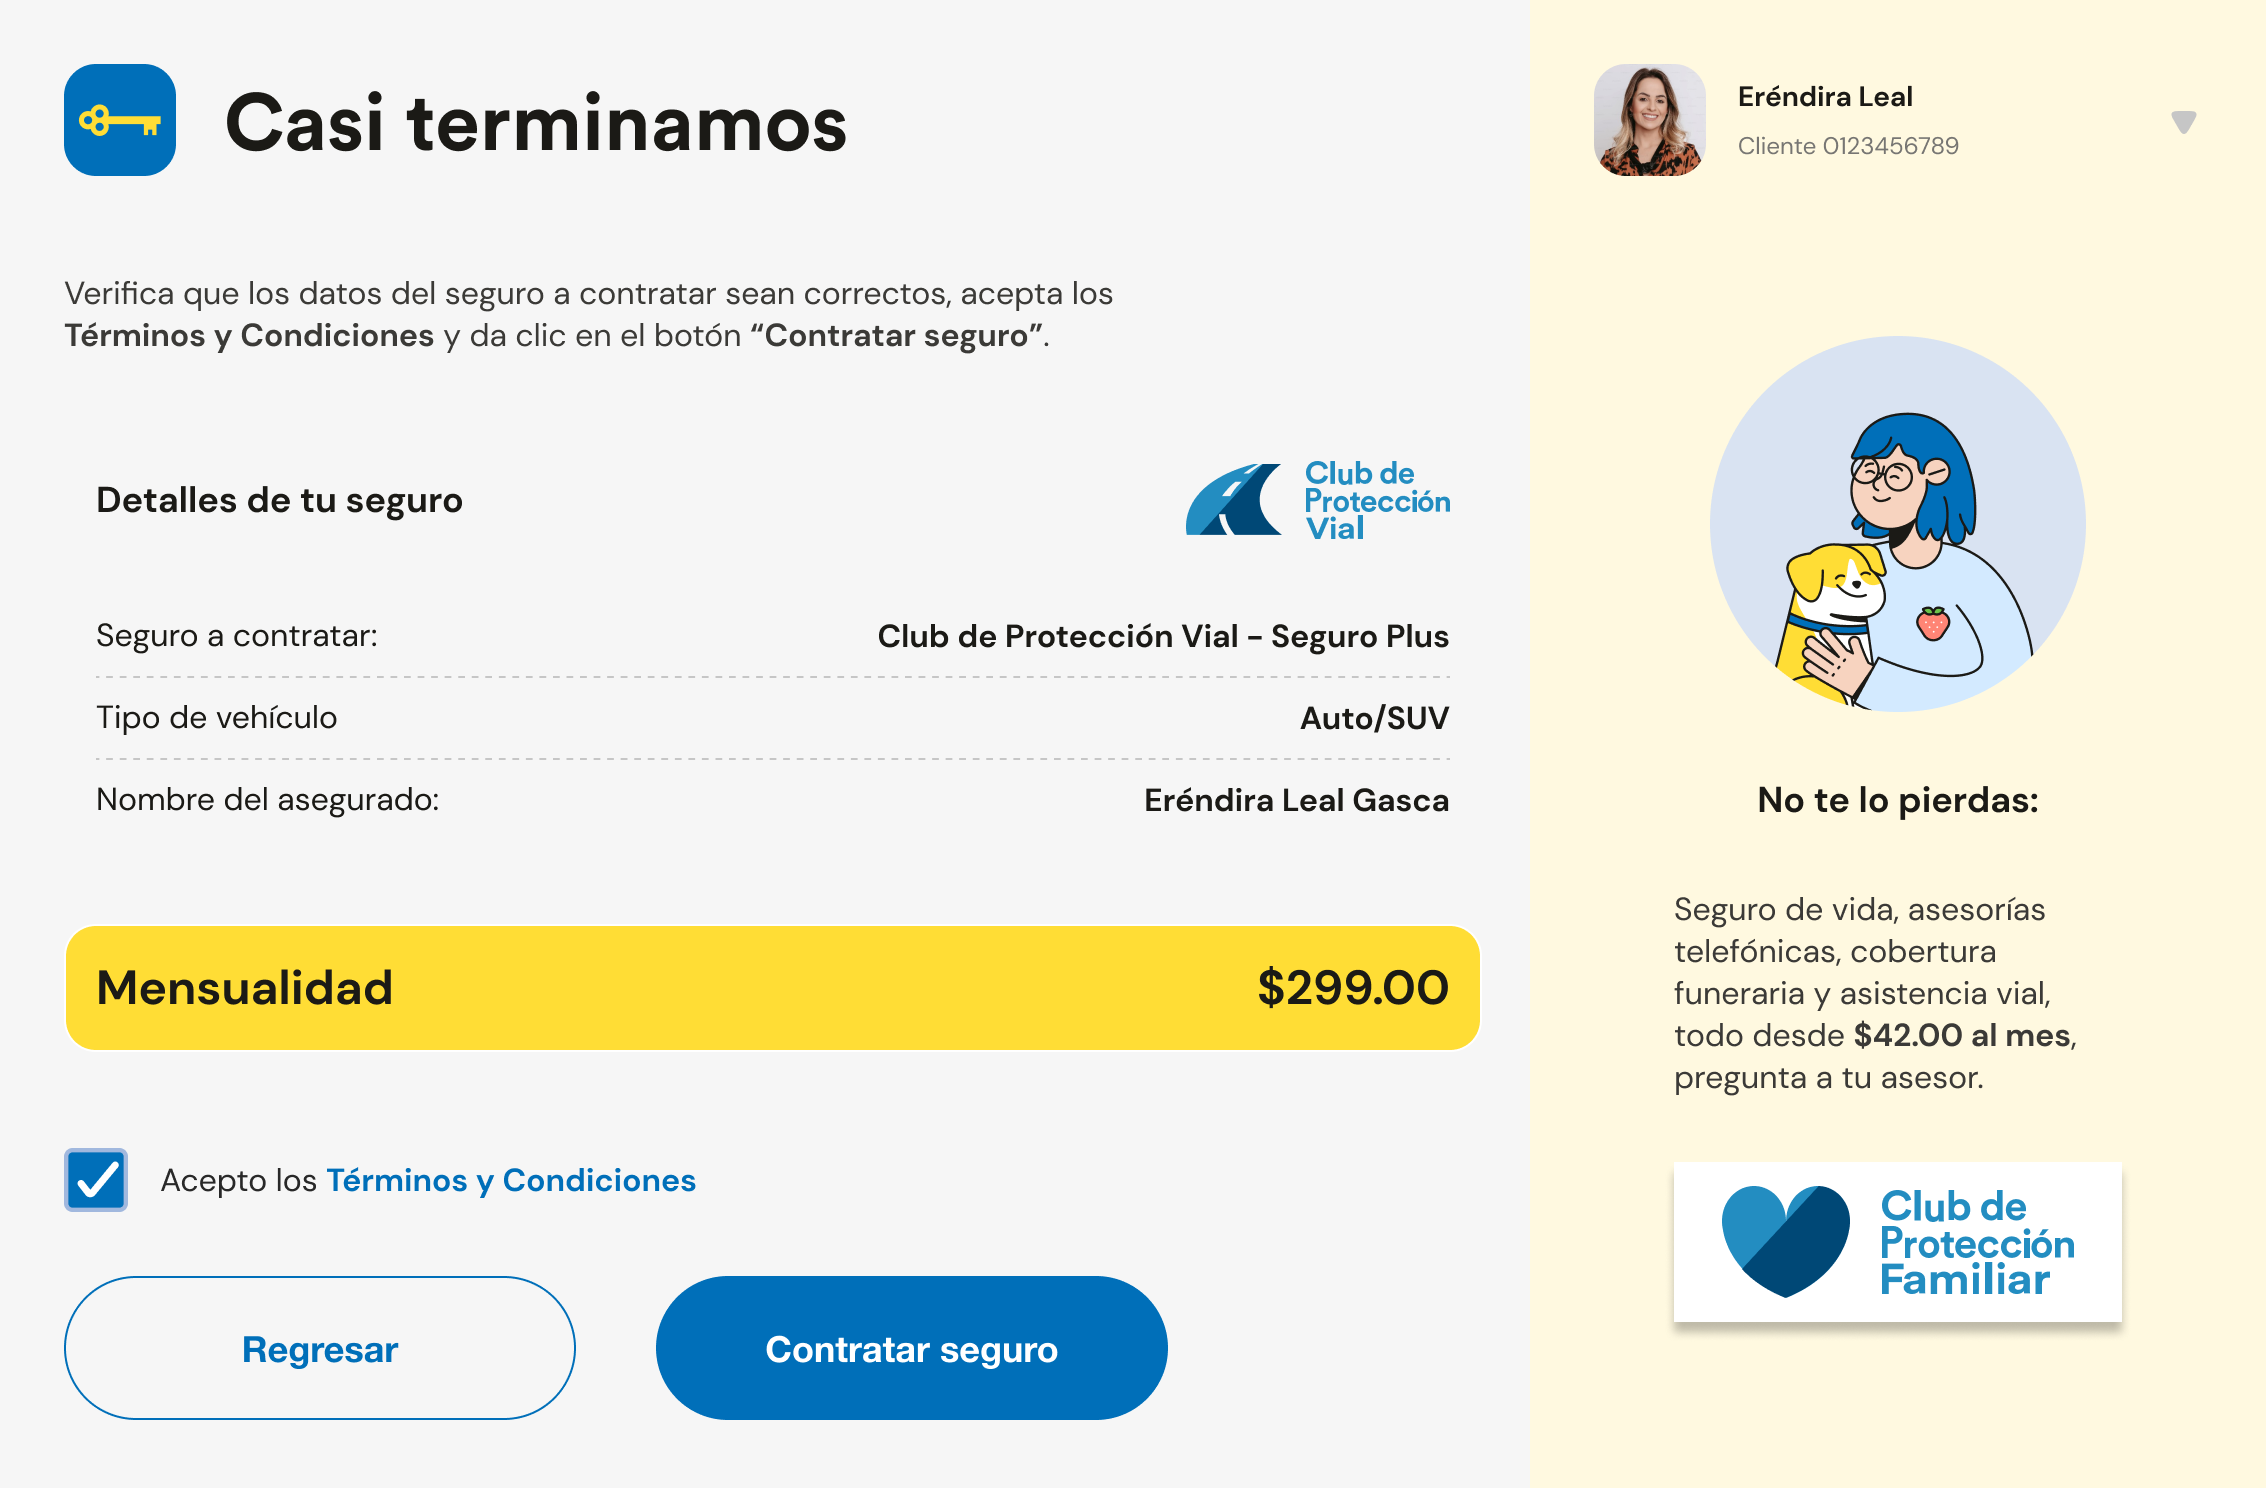 Casi terminamos
Verifica que los datos del seguro a contratar sean correctos, acepta los
Términos y Condiciones y da clic en el botón “Contratar seguro”.
Detalles de tu seguro
Club de
Protección
Vial
Seguro a contratar:
Club de Protección Vial - Seguro Plus
Tipo de vehículo
Auto/SUV
Nombre del asegurado:
Eréndira Leal Gasca
Mensualidad
$299.00
Acepto los Términos y Condiciones
Regresar
Contratar seguro
Eréndira Leal
Cliente 0123456789
No te lo pierdas:
Seguro de vida, asesorías
telefónicas, cobertura
funeraria y asistencia vial,
todo desde $42.00 al mes,
pregunta a tu asesor.
Club de
Protección
Familiar